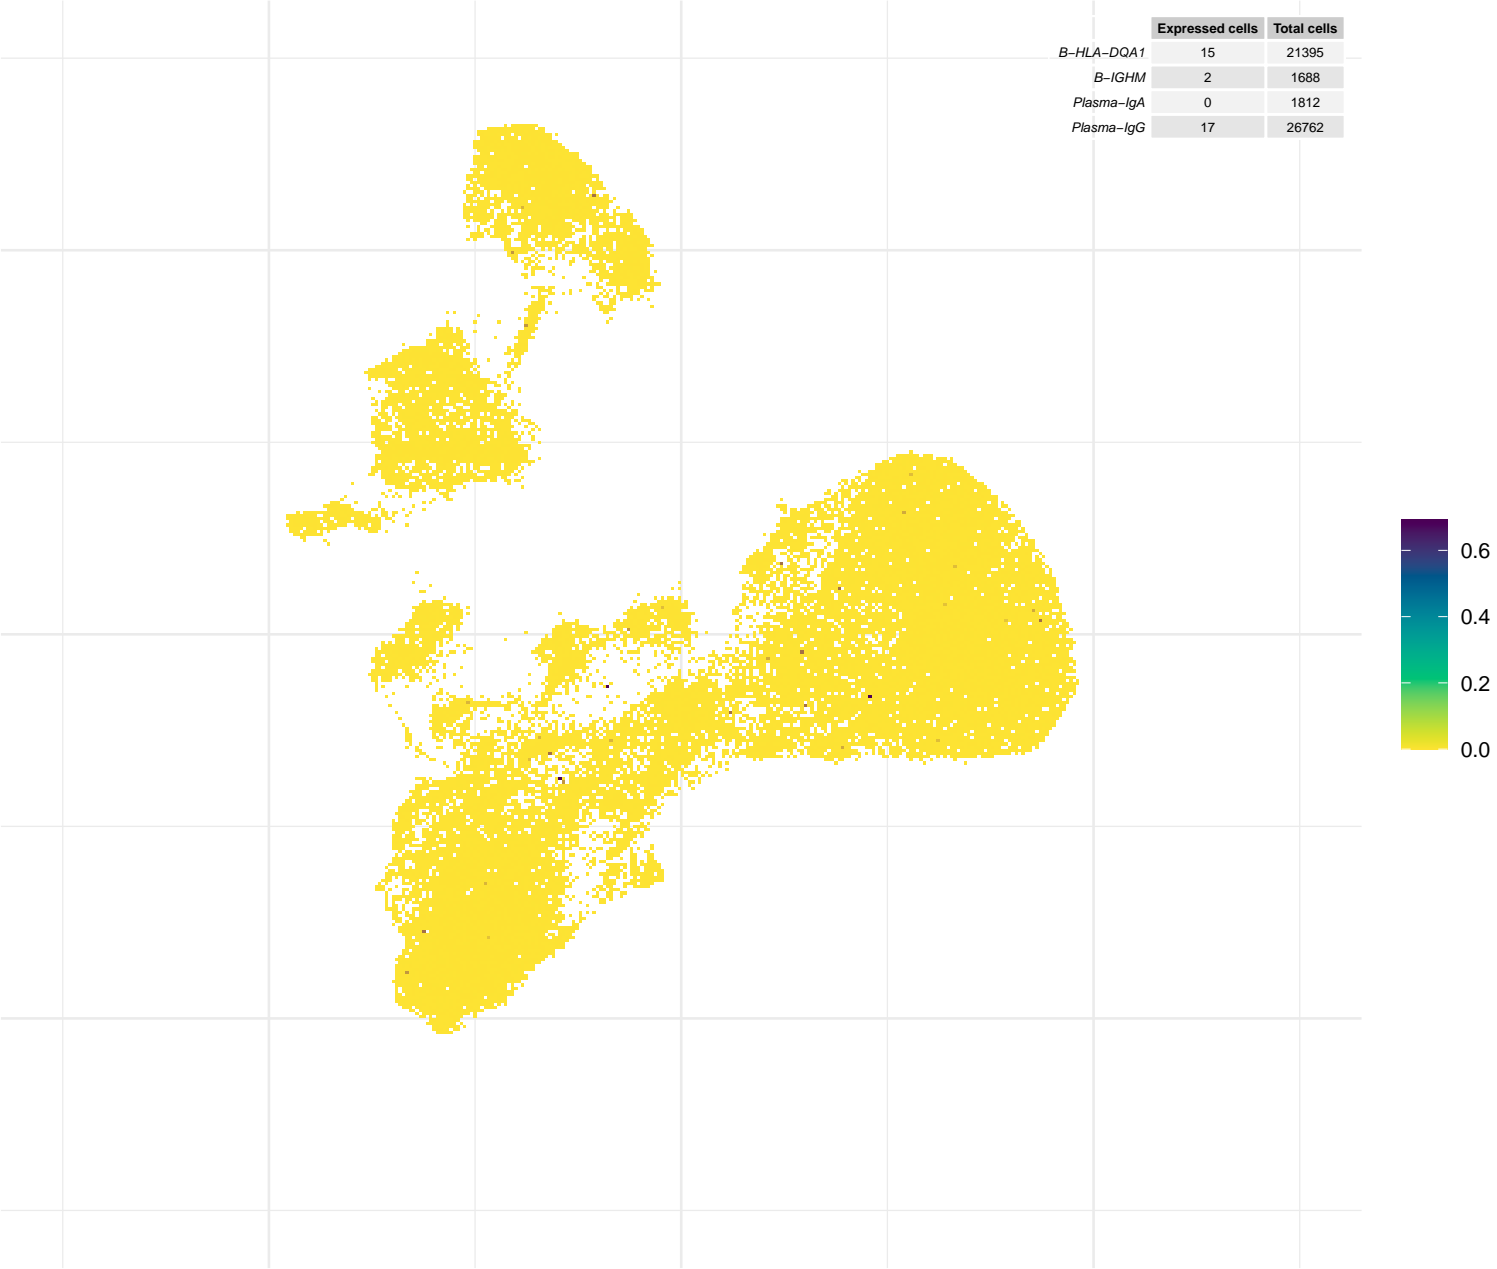 Expressed cells Total cells
B−HLA−DQA1 15 21395
B−IGHM 2 1688
Plasma−IgA 0 1812
Plasma−IgG 17 26762
0.6
0.4
0.2
0.0